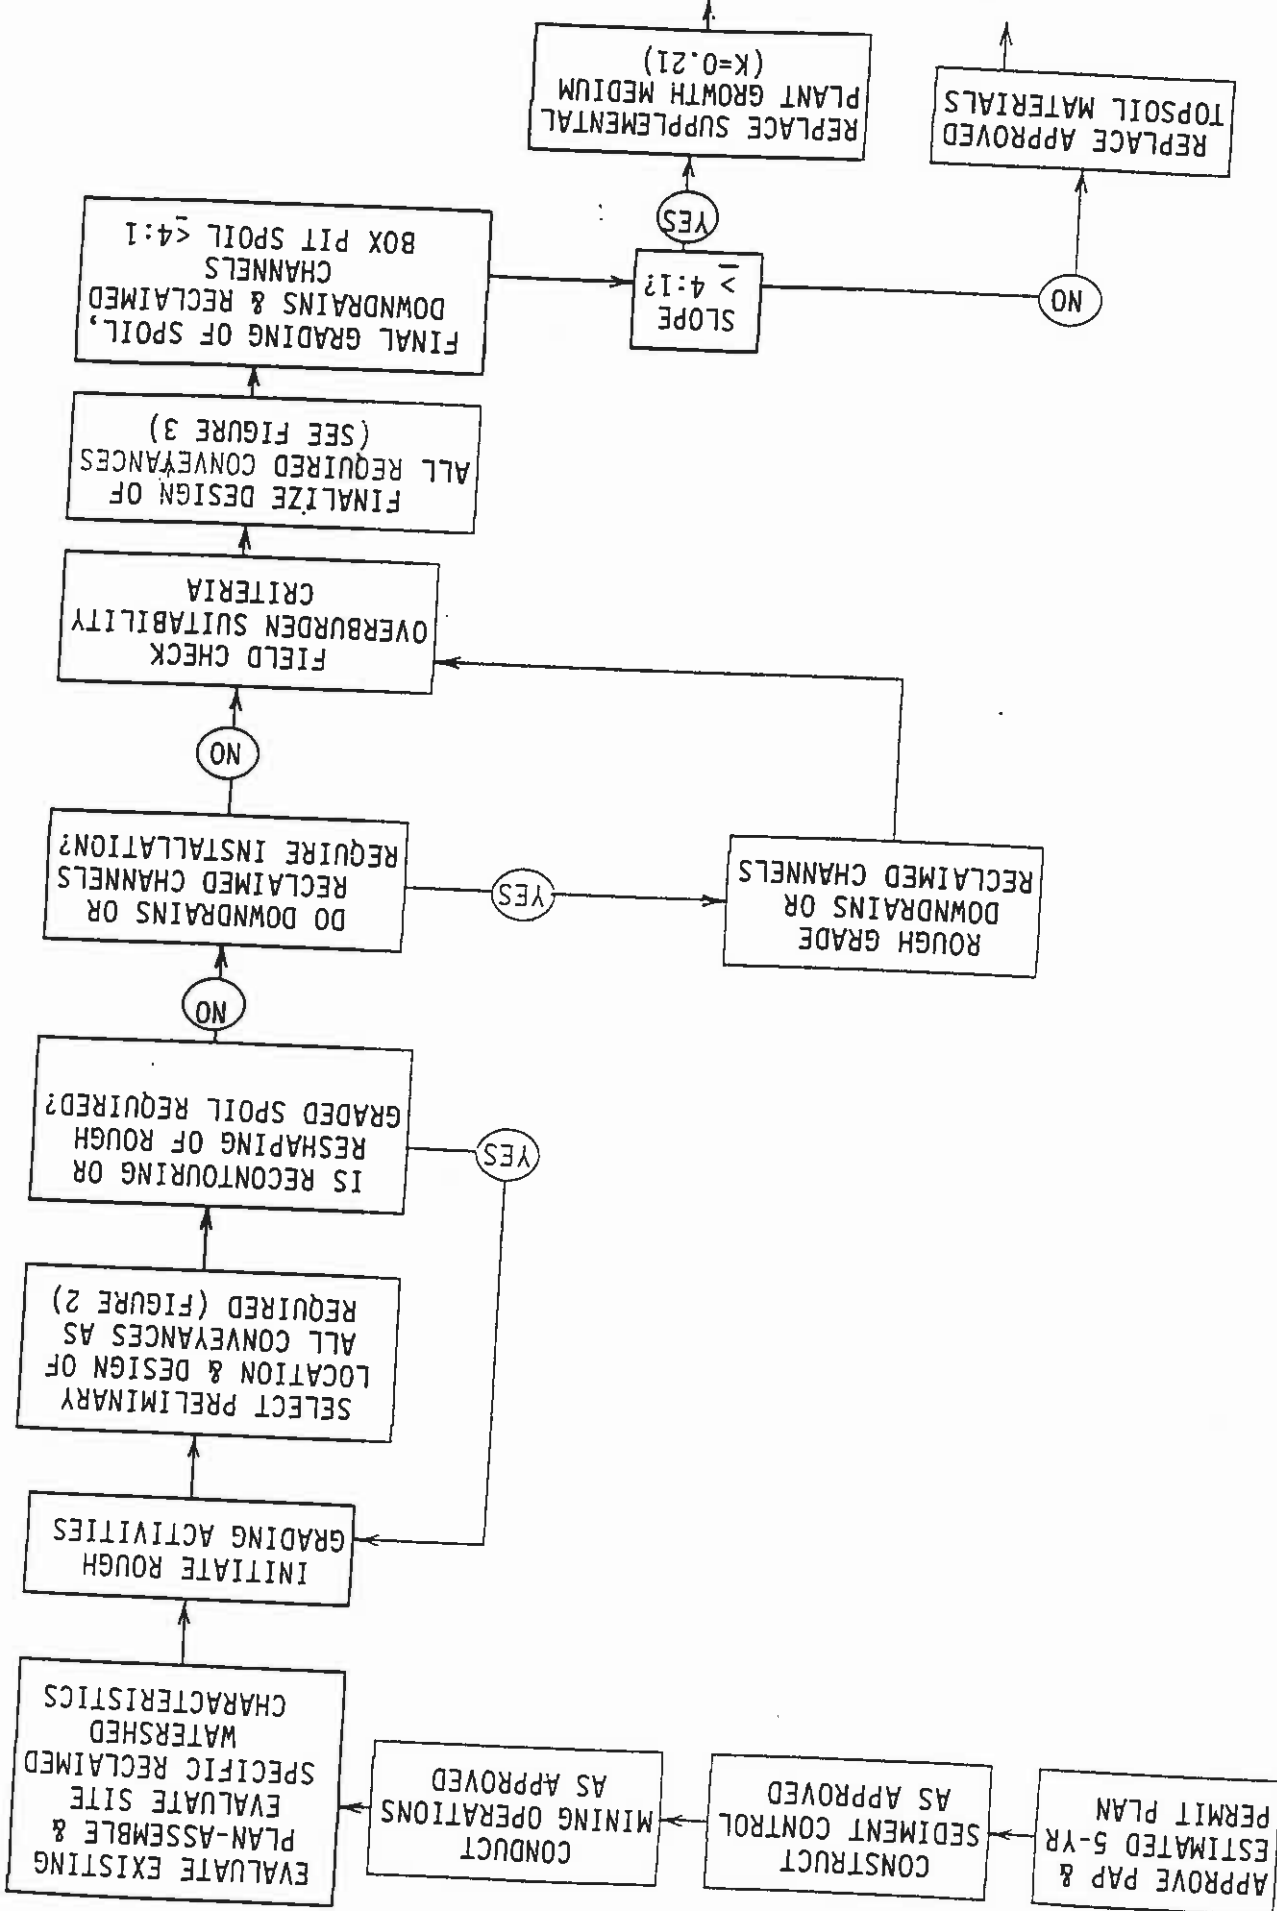 APPROVE PAP &
ESTIMATED 5-YR
PERMIT PLAN
CONSTRUCT
SEDIMENT CONTROL
AS APPROVED
CONDUCT
MINING OPERATIONS
AS APPROVED
EVALUATE EXISTING
PLAN-ASSEMBLE &
EVALUATE SITE
SPECIFIC RECLAIMED
WATERSHED
CHARACTERISTICS
INITIATE ROUGH
GRADING ACTIVITIES
SELECT PRELIMINARY
LOCATION & DESIGN OF
ALL CONVEYANCES AS
REQUIRED (FIGURE 2)
IS RECONTOURING OR
RESHAPING OF ROUGH
GRADED SPOIL REQUIRED?
YES
NO
DO DOWNDRAINS OR
RECLAIMED CHANNELS
REQUIRE INSTALLATION?
YES
ROUGH GRADE
DOWNDRAINS OR
RECLAIMED CHANNELS
NO
FIELD CHECK
OVERBURDEN SUITABILITY
CRITERIA
FINALIZE DESIGN OF
ALL REQUIRED CONVEYANCES
(SEE FIGURE 3)
FINAL GRADING OF SPOIL,
DOWNDRAINS & RECLAIMED
CHANNELS
BOX PIT SPOIL ≤4:1
SLOPE
≥ 4:1?
YES
NO
REPLACE SUPPLEMENTAL
PLANT GROWTH MEDIUM
(K=0.21)
REPLACE APPROVED
TOPSOIL MATERIALS